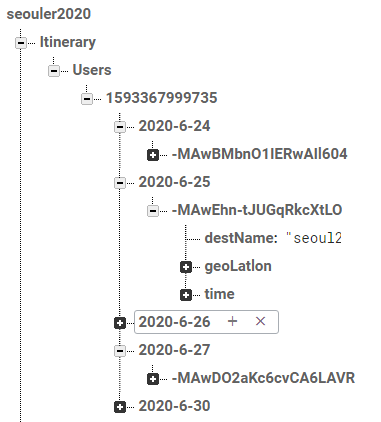 seouler2020
Itinerary
Users
1593367999735
2020-6-24
-MAwBMbnO1IERwAIl604
2020-6-25
-MAwEhn-tJUGqRkcXtLO
destName: "seoul2
geoLatlon
time
2020-6-26
2020-6-27
-MAwDO2aKc6cvCA6LAVR
2020-6-30